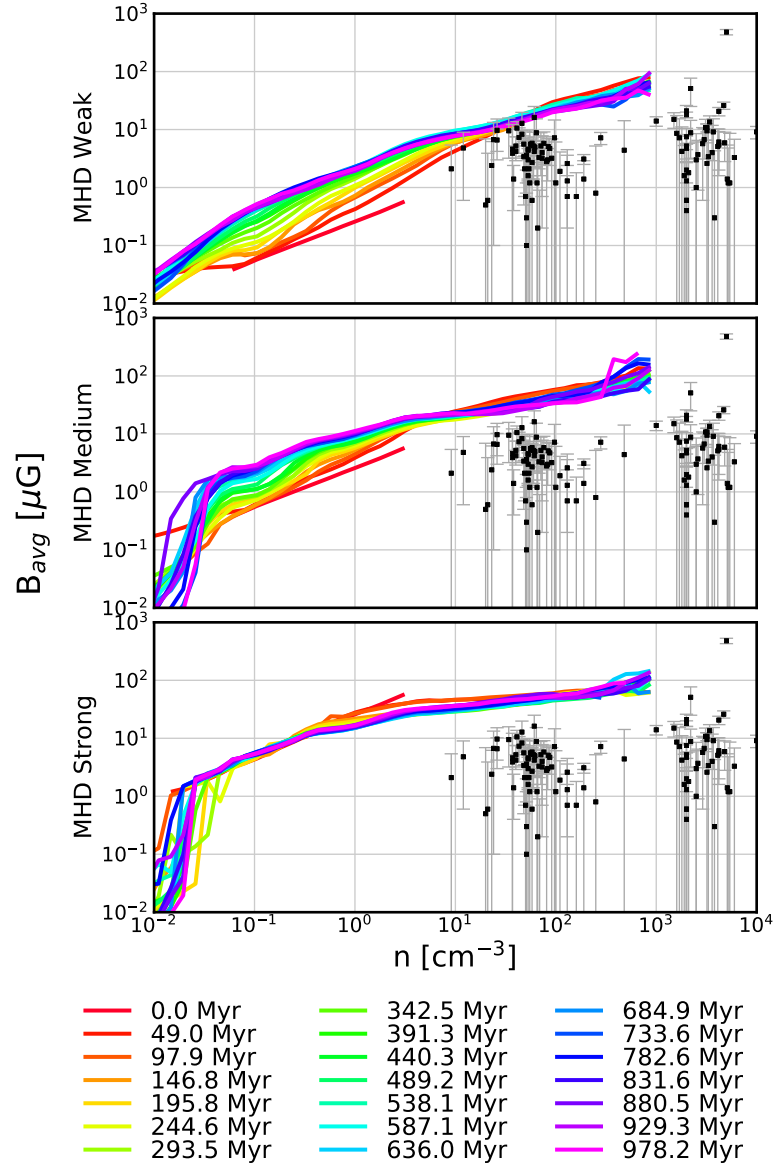 10³
10²
10¹
10⁰
10⁻¹
10⁻²
MHD Weak
10³
10²
10¹
10⁰
10⁻¹
10⁻²
MHD Medium
B_avg [μG]
10³
10²
10¹
10⁰
10⁻¹
10⁻²
MHD Strong
10⁻² 10⁻¹ 10⁰ 10¹ 10² 10³ 10⁴
n [cm⁻³]
0.0 Myr 342.5 Myr 684.9 Myr
49.0 Myr 391.3 Myr 733.6 Myr
97.9 Myr 440.3 Myr 782.6 Myr
146.8 Myr 489.2 Myr 831.6 Myr
195.8 Myr 538.1 Myr 880.5 Myr
244.6 Myr 587.1 Myr 929.3 Myr
293.5 Myr 636.0 Myr 978.2 Myr